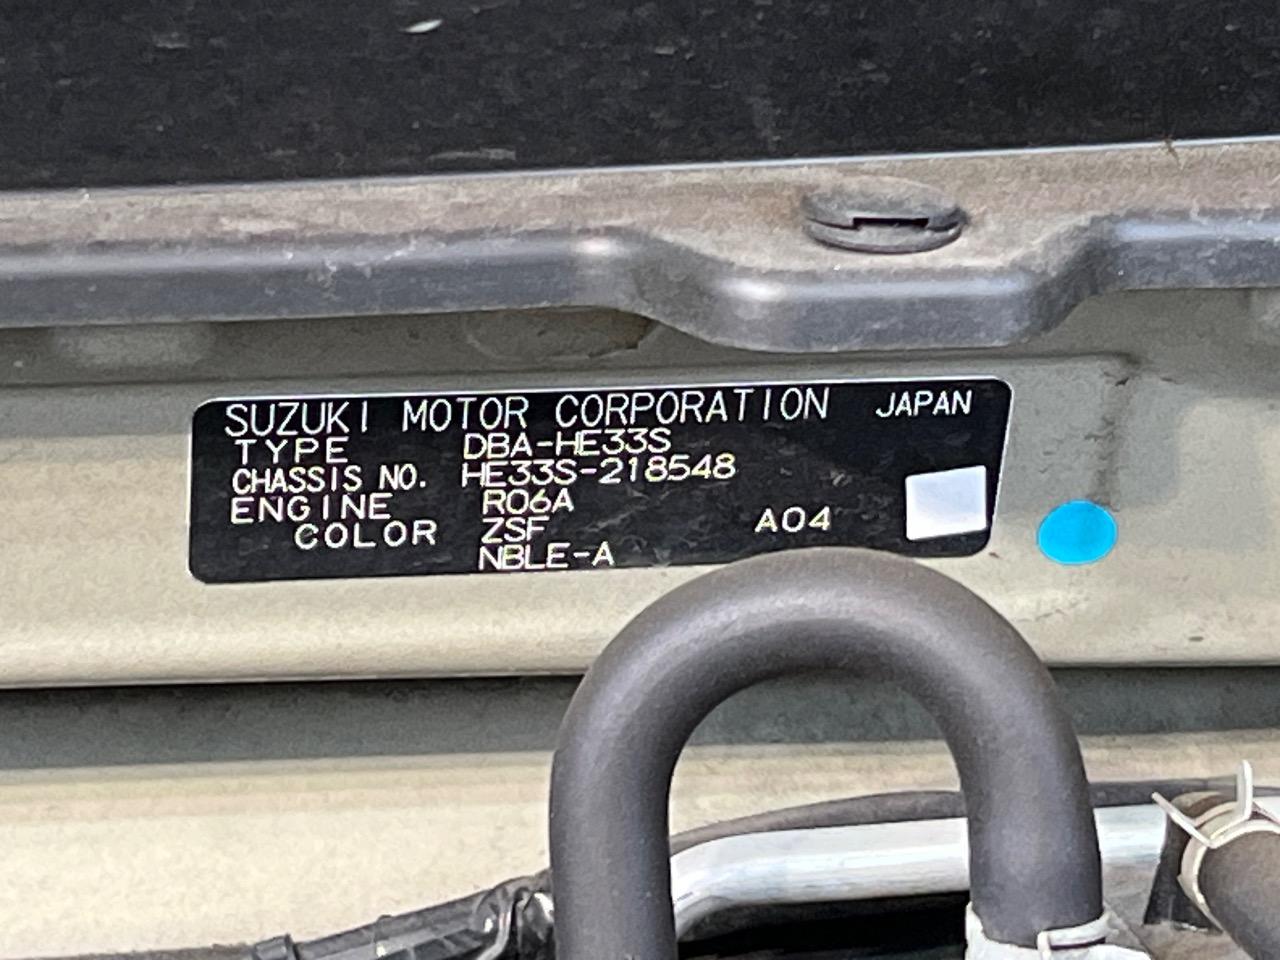 SUZUKI MOTOR CORPORATION JAPAN
TYPE DBA-HE33S
CHASSIS NO. HE33S-218548
ENGINE R06A
COLOR ZSF A04
NBLE-A